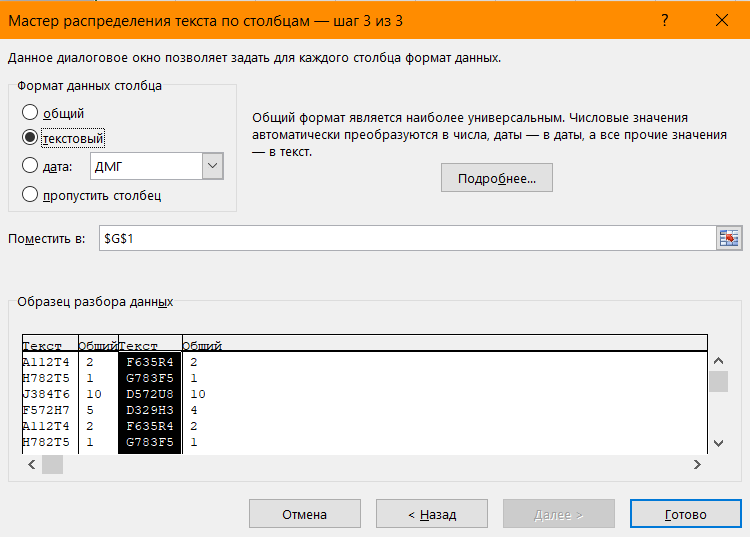 Мастер распределения текста по столбцам — шаг 3 из 3 ?
Данное диалоговое окно позволяет задать для каждого столбца формат данных.
Формат данных столбца
общий
текстовый
дата: ДМГ
пропустить столбец
Общий формат является наиболее универсальным. Числовые значения
автоматически преобразуются в числа, даты — в даты, а все прочие значения
— в текст.
Подробнее...
Поместить в: $G$1
Образец разбора данных
Текст Общий Текст Общий
A112T4 2 F635R4 2
H782T5 1 G783F5 1
J384T6 10 D572U8 10
F572H7 5 D329H3 4
A112T4 2 F635R4 2
H782T5 1 G783F5 1
Отмена < Назад Далее > Готово